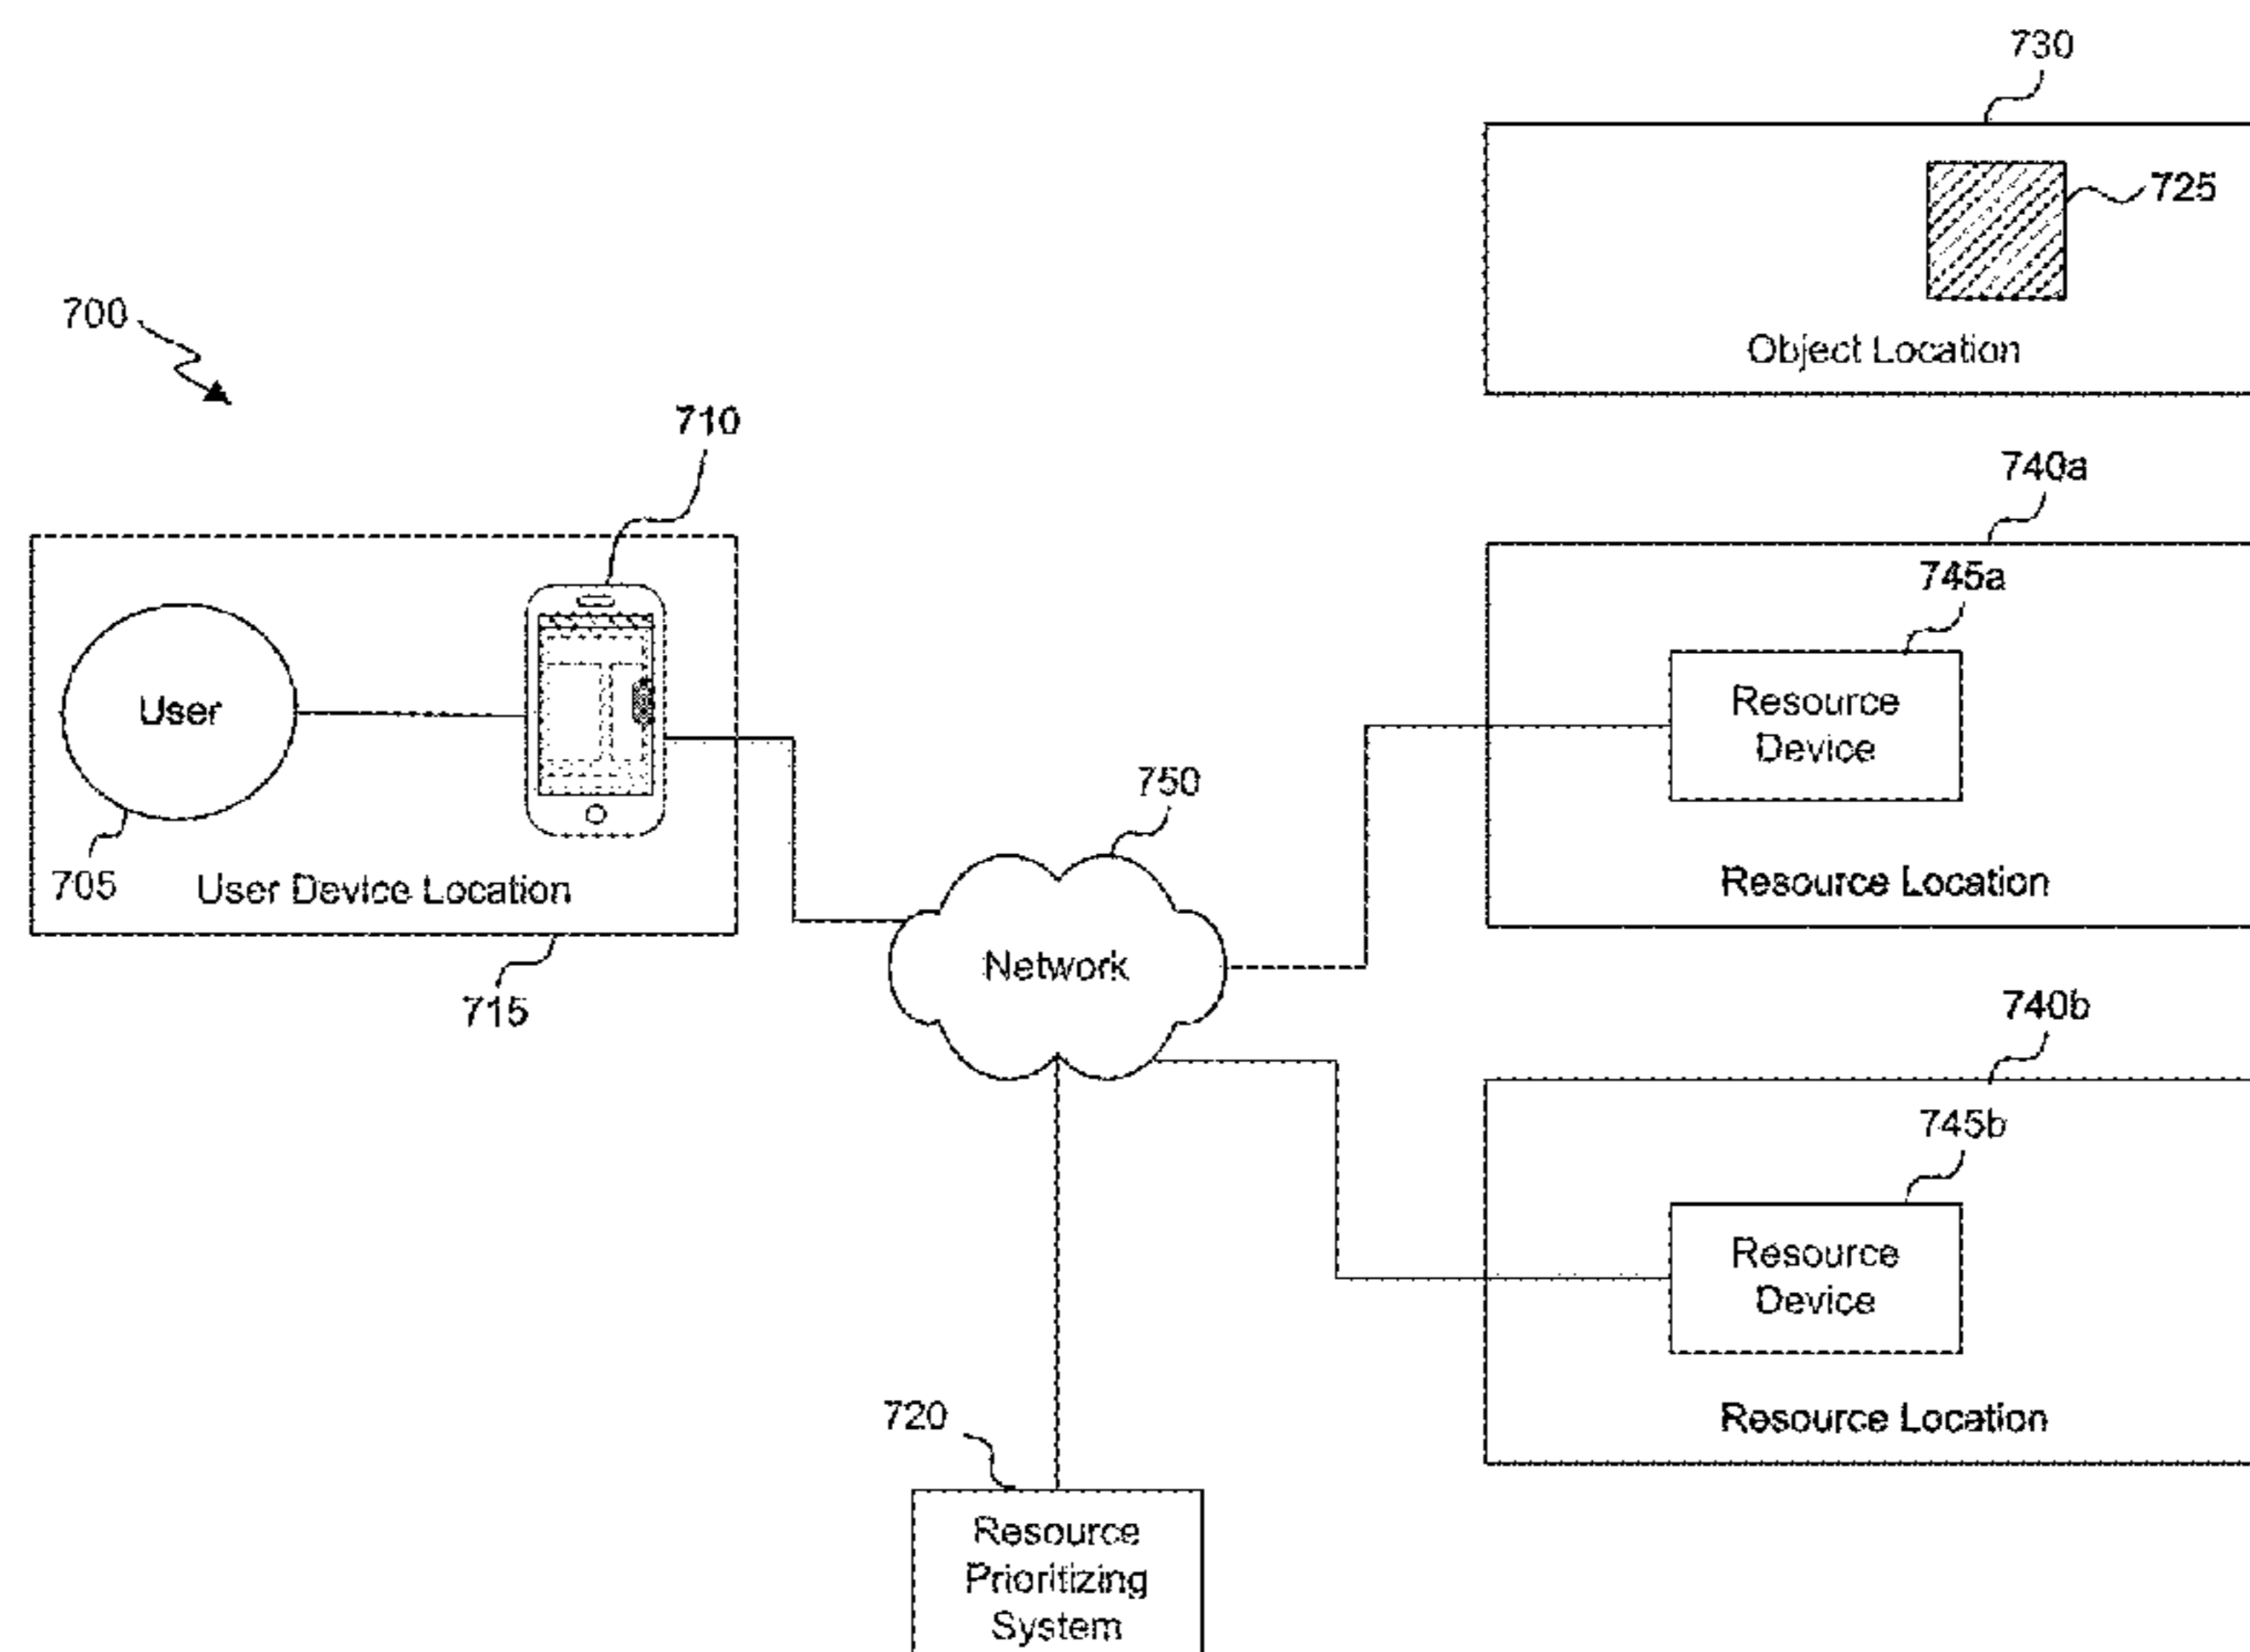 730
725
Object Location
700
710
740a
745a
User
Resource
Device
750
705
User Device Location
Resource Location
Network
715
740b
745b
Resource
Device
720
Resource Location
Resource
Prioritizing
System